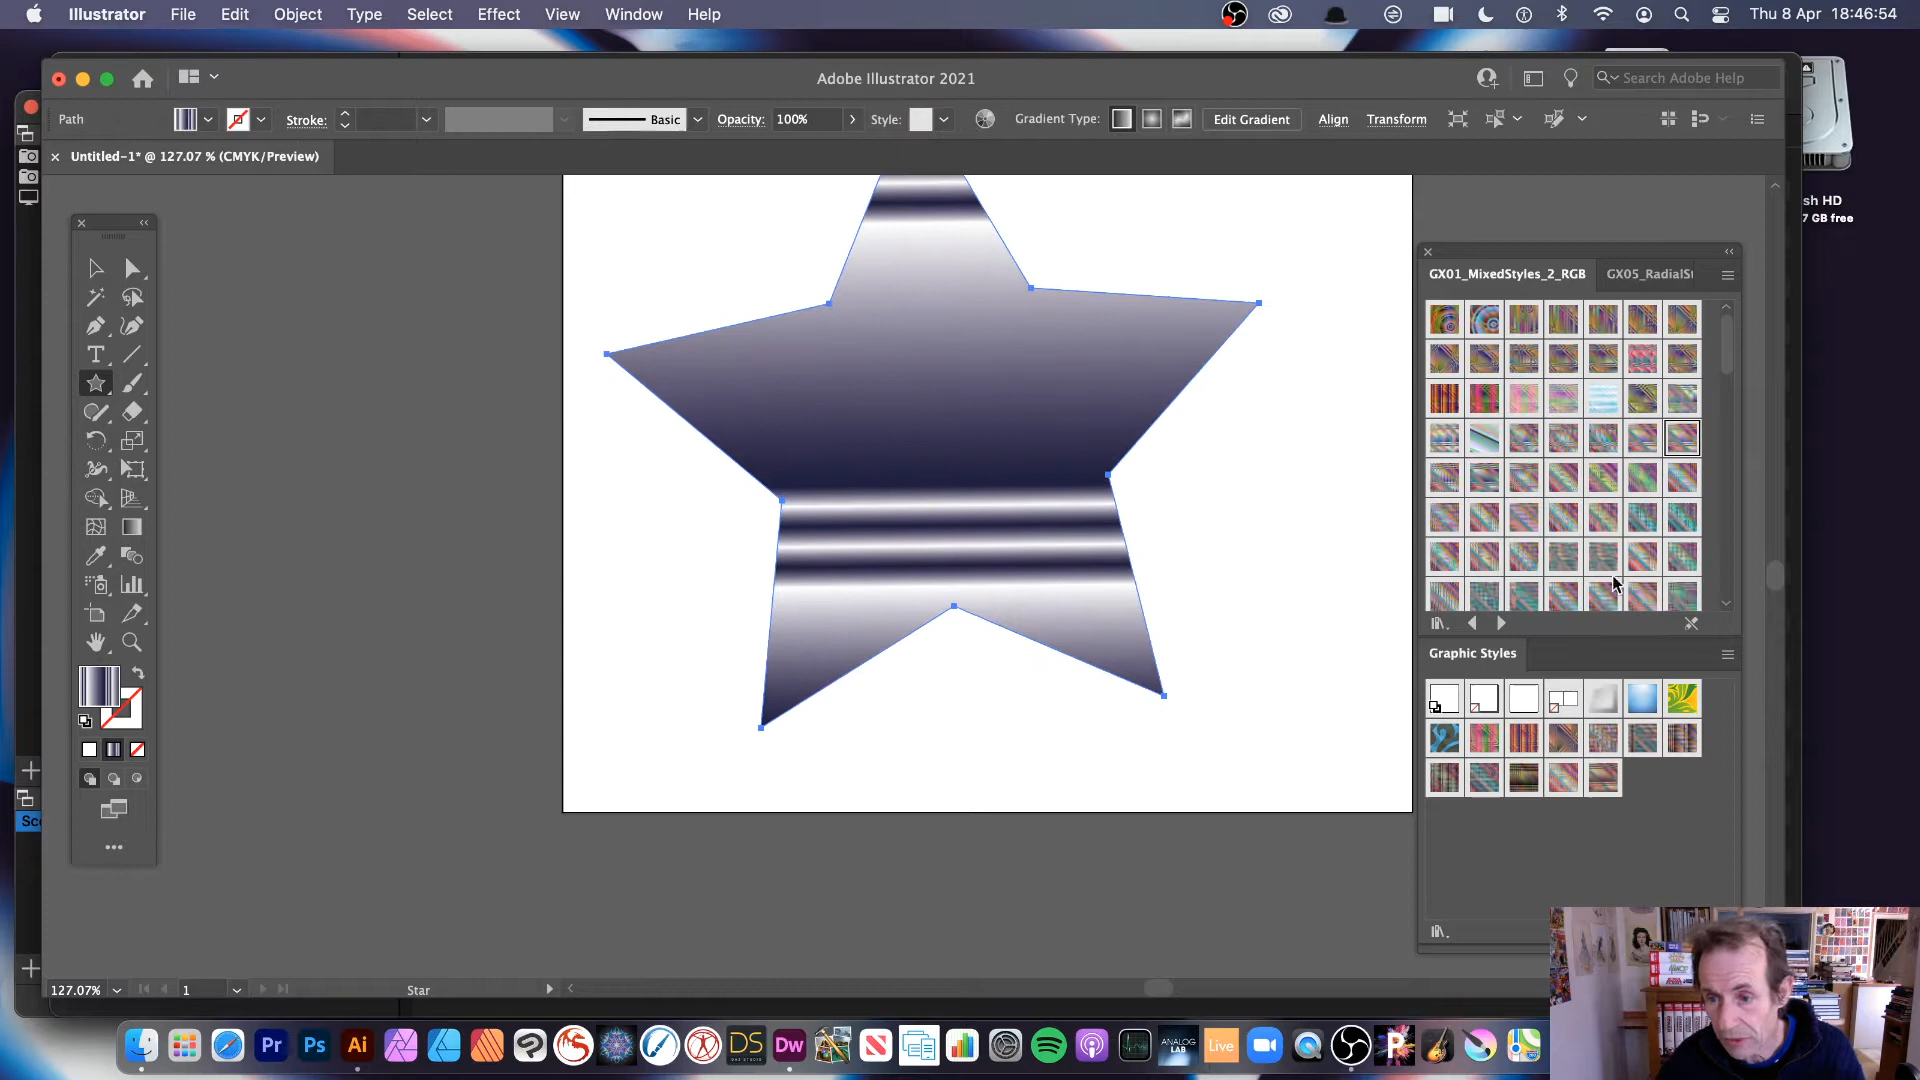 Illustrator File Edit Object Type Select Effect View Window Help
Thu 8 Apr 18:46:54
Adobe Illustrator 2021
Search Adobe Help
Path
Stroke:
Basic
Opacity: 100%
Style:
Gradient Type:
Edit Gradient
Align
Transform
Untitled-1* @ 127.07 % (CMYK/Preview)
sh HD
7 GB free
GX01_MixedStyles_2_RGB
GX05_RadialSt
Graphic Styles
Sce
127.07%
1
Star
Pr Ps Ai
DS
Dw
ANALOG
LAB
Live
P